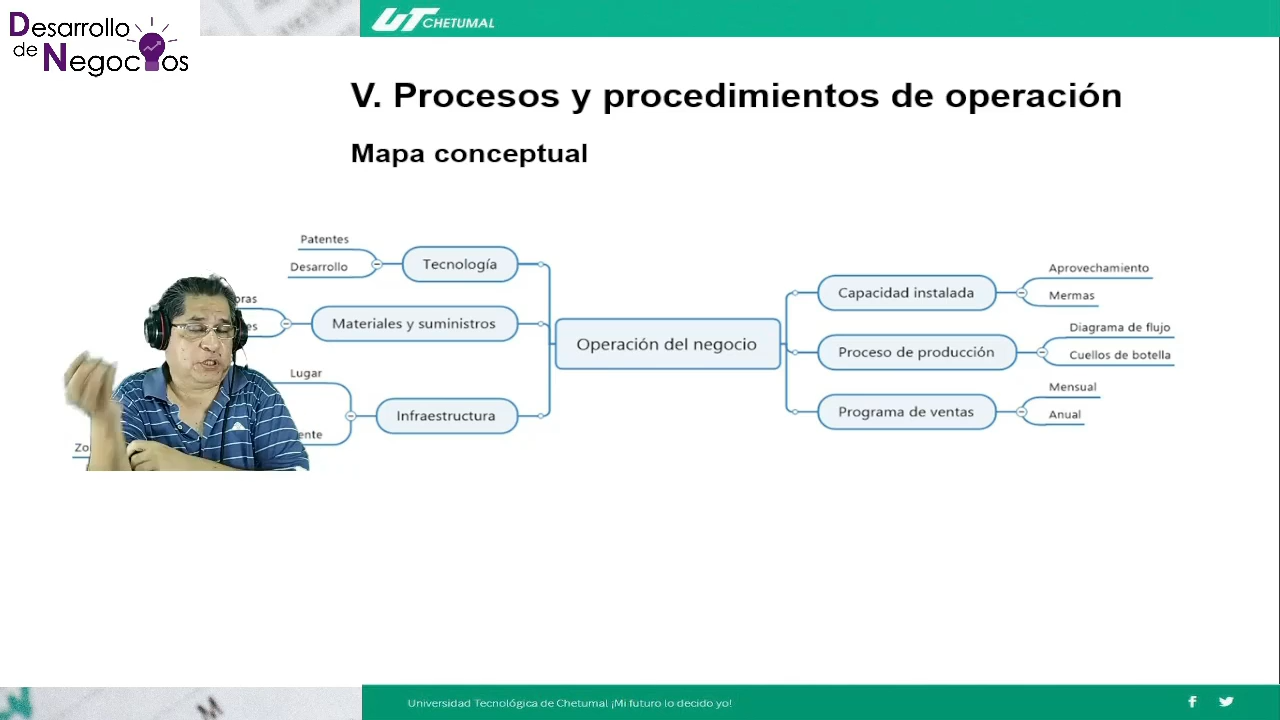 Desarrollo
de Negocios
UT CHETUMAL
V. Procesos y procedimientos de operación
Mapa conceptual
Patentes
Desarrollo
Tecnología
Materiales y suministros
Lugar
Infraestructura
Operación del negocio
Capacidad instalada
Aprovechamiento
Mermas
Proceso de producción
Diagrama de flujo
Cuellos de botella
Programa de ventas
Mensual
Anual
Universidad Tecnológica de Chetumal ¡Mi futuro lo decido yo!